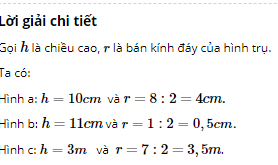 Lời giải chi tiết
Gọi h là chiều cao, r là bán kính đáy của hình trụ.
Ta có:
Hình a: h = 10cm và r = 8 : 2 = 4cm.
Hình b: h = 11cm và r = 1 : 2 = 0, 5cm.
Hình c: h = 3m và r = 7 : 2 = 3, 5m.